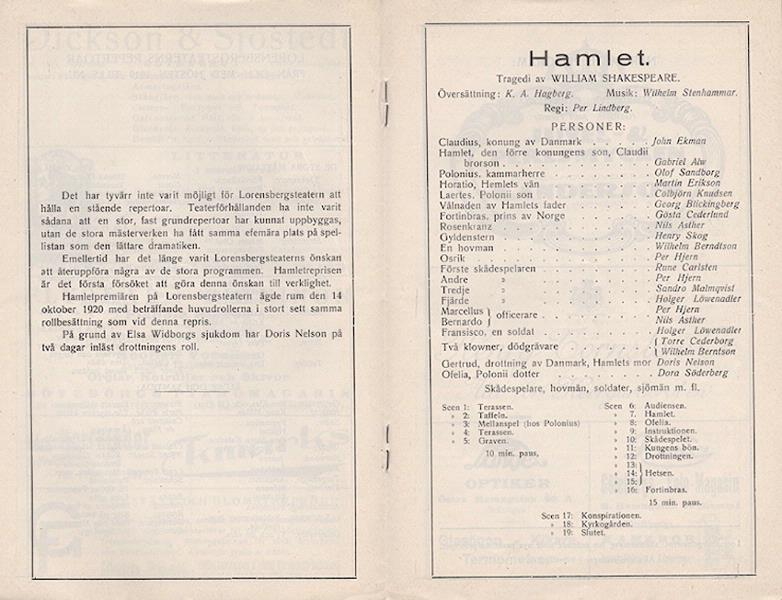 Det har tyvärr inte varit möjligt för Lorensbergsteatern att
hålla en stående repertoar. Teaterförhållanden ha inte varit
sådana att en stor, fast grundrepertoar har kunnat uppbyggas,
utan de stora mästerverken ha fått samma efemära plats på spel-
listan som den lättare dramatiken.
Emellertid har det länge varit Lorensbergsteaterns önskan
att återuppföra några av de stora programmen. Hamletreprisen
är det första försöket att göra denna önskan till verklighet.
Hamletpremiären på Lorensbergsteatern ägde rum den 14
oktober 1920 med beträffande huvudrollerna i stort sett samma
rollbesättning som vid denna repris.
På grund av Elsa Widborgs sjukdom har Doris Nelson på
två dagar inläst drottningens roll.
Hamlet.
Tragedi av WILLIAM SHAKESPEARE.
Översättning: K. A. Hagberg. Musik: Wilhelm Stenhammar.
Regi: Per Lindberg.
PERSONER:
Claudius, konung av Danmark . . . . . John Ekman
Hamlet, den förre konungens son, Claudii
brorson . . . . . . . . . . Gabriel Alw
Polonius, kammarherre . . . . . . Olof Sandborg
Horatio, Hemlets vän . . . . . . Martin Erikson
Laertes, Polonii son . . . . . . Colbjörn Knudsen
Vålnaden av Hamlets fader . . . . . Georg Blickingberg
Fortinbras, prins av Norge . . . . . Gösta Cederlund
Rosenkranz . . . . . . . . . Nils Asther
Gyldenstern . . . . . . . . . Henry Skog
En hovman . . . . . . . . . Wilhelm Berndtson
Osrik . . . . . . . . . . Per Hjern
Förste skådespelaren . . . . . . Rune Carlsten
Andre » . . . . . . Per Hjern
Tredje » . . . . . . Sandro Malmqvist
Fjärde » . . . . . . Holger Löwenadler
Marcellus } officerare . . . . . . Per Hjern
Bernardo } Nils Asther
Fransisco, en soldat . . . . . . Holger Löwenadler
Två klowner, dödgrävare . . . . . { Torre Cederborg
{ Wilhelm Berntson
Gertrud, drottning av Danmark, Hamlets mor Doris Nelson
Ofelia, Polonii dotter . . . . . . Dora Söderberg
Skådespelare, hovmän, soldater, sjömän m. fl.
Scen 1: Terassen.
» 2: Taffeln.
» 3: Mellanspel (hos Polonius)
» 4: Terassen.
» 5: Graven.
10 min. paus,
Scen 6: Audiensen.
» 7. Hamlet.
» 8: Ofelia.
» 9: Instruktionen.
» 10: Skådespelet.
» 11: Kungens bön.
» 12: Drottningen.
» 13: }
» 14: } Hetsen.
» 15: }
» 16: Fortinbras.
15 min. paus.
Scen 17: Konspirationen.
» 18: Kyrkogården.
» 19: Slutet.